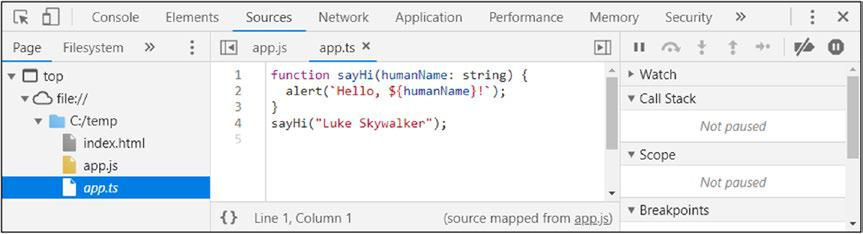 Console Elements Sources Network Application Performance Memory Security »
Page Filesystem »
app.js app.ts ×
top
file://
C:/temp
index.html
app.js
app.ts
1 function sayHi(humanName: string) {
2 alert(`Hello, ${humanName}!`);
3 }
4 sayHi("Luke Skywalker");
5
{} Line 1, Column 1 (source mapped from app.js)
Watch
Call Stack
Not paused
Scope
Not paused
Breakpoints